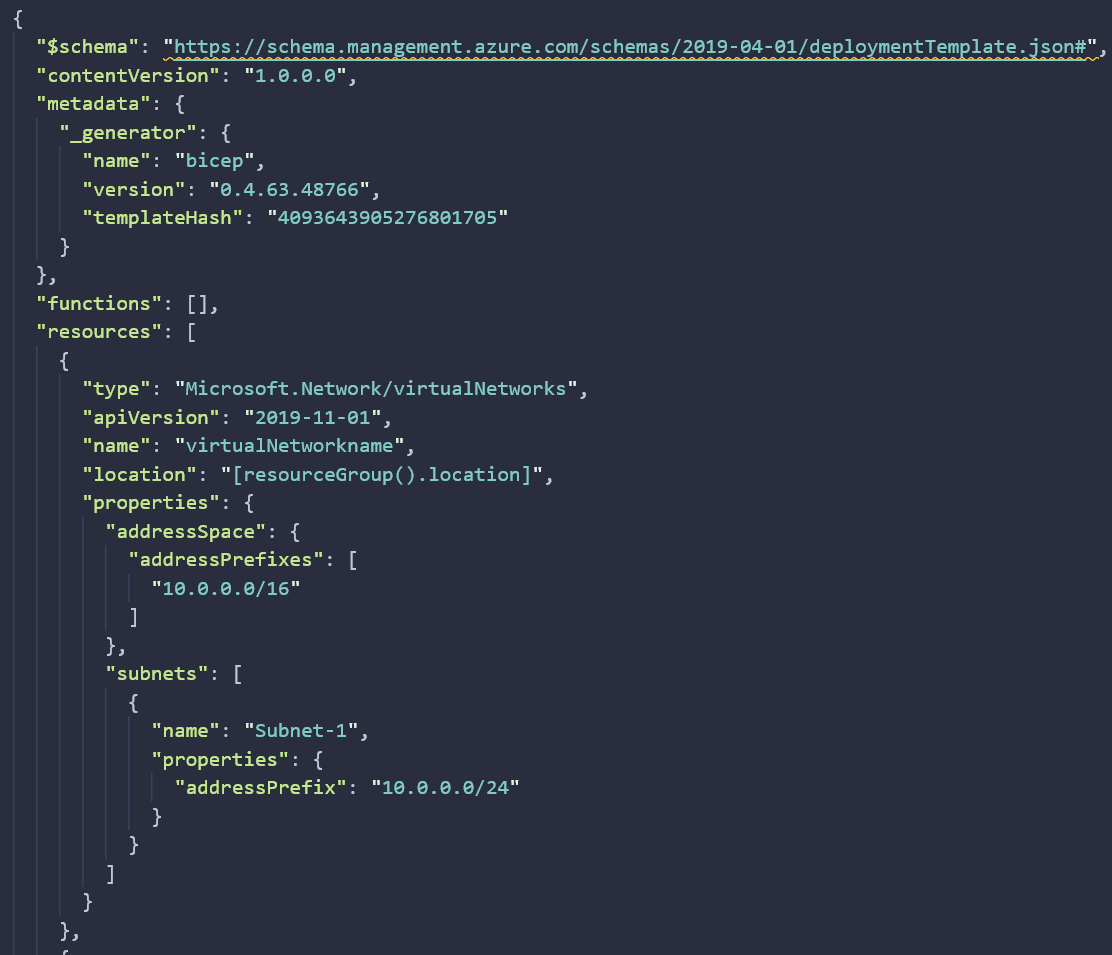 {
"$schema": "https://schema.management.azure.com/schemas/2019-04-01/deploymentTemplate.json#",
"contentVersion": "1.0.0.0",
"metadata": {
"_generator": {
"name": "bicep",
"version": "0.4.63.48766",
"templateHash": "4093643905276801705"
}
},
"functions": [],
"resources": [
{
"type": "Microsoft.Network/virtualNetworks",
"apiVersion": "2019-11-01",
"name": "virtualNetworkname",
"location": "[resourceGroup().location]",
"properties": {
"addressSpace": {
"addressPrefixes": [
"10.0.0.0/16"
]
},
"subnets": [
{
"name": "Subnet-1",
"properties": {
"addressPrefix": "10.0.0.0/24"
}
}
]
}
},